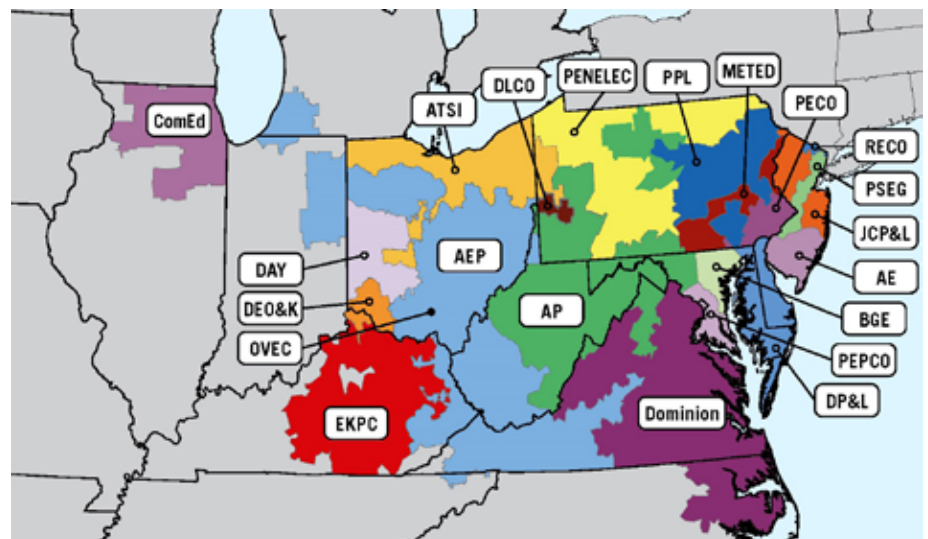 ComEd
ATSI
DLCO
PENELEC
PPL
METED
PECO
RECO
PSEG
JCP&L
AE
BGE
PEPCO
DP&L
DAY
DEO&K
OVEC
AEP
AP
EKPC
Dominion